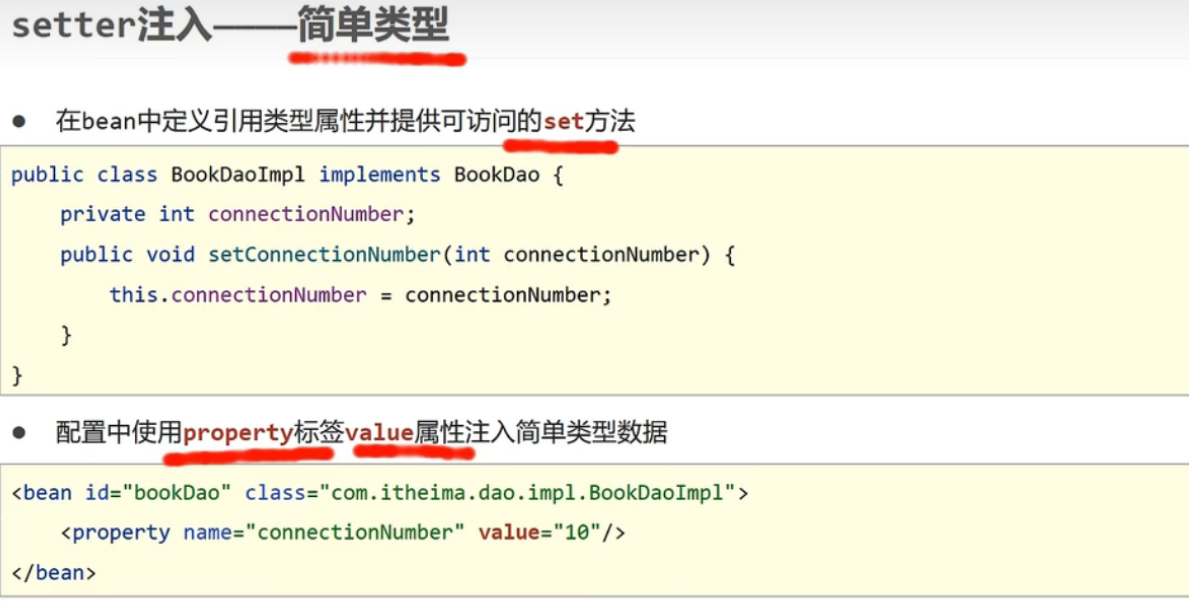 setter注入——简单类型
● 在bean中定义引用类型属性并提供可访问的set方法
public class BookDaoImpl implements BookDao {
    private int connectionNumber;
    public void setConnectionNumber(int connectionNumber) {
        this.connectionNumber = connectionNumber;
    }
}
● 配置中使用property标签value属性注入简单类型数据
<bean id="bookDao" class="com.itheima.dao.impl.BookDaoImpl">
    <property name="connectionNumber" value="10"/>
</bean>